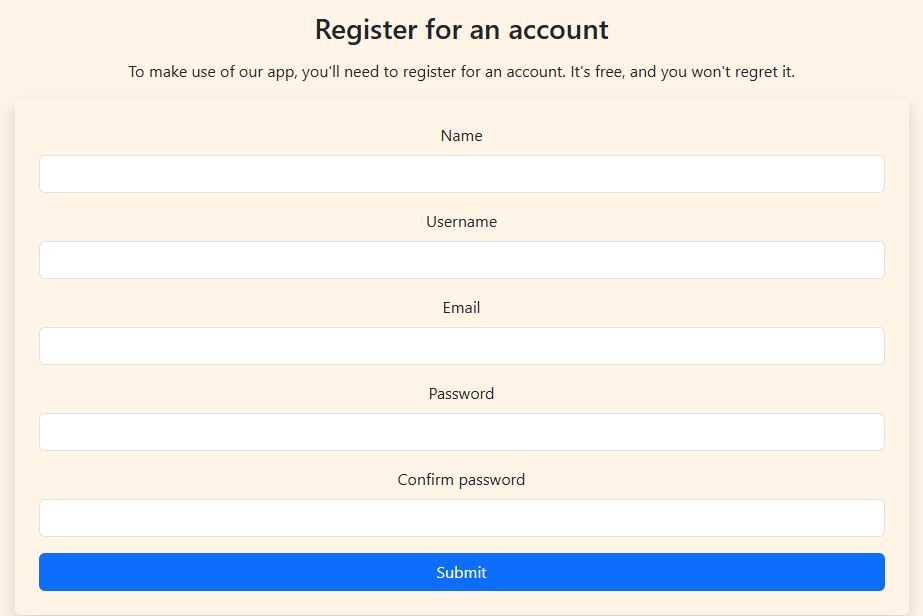 Register for an account
To make use of our app, you'll need to register for an account. It's free, and you won't regret it.
Name
Username
Email
Password
Confirm password
Submit